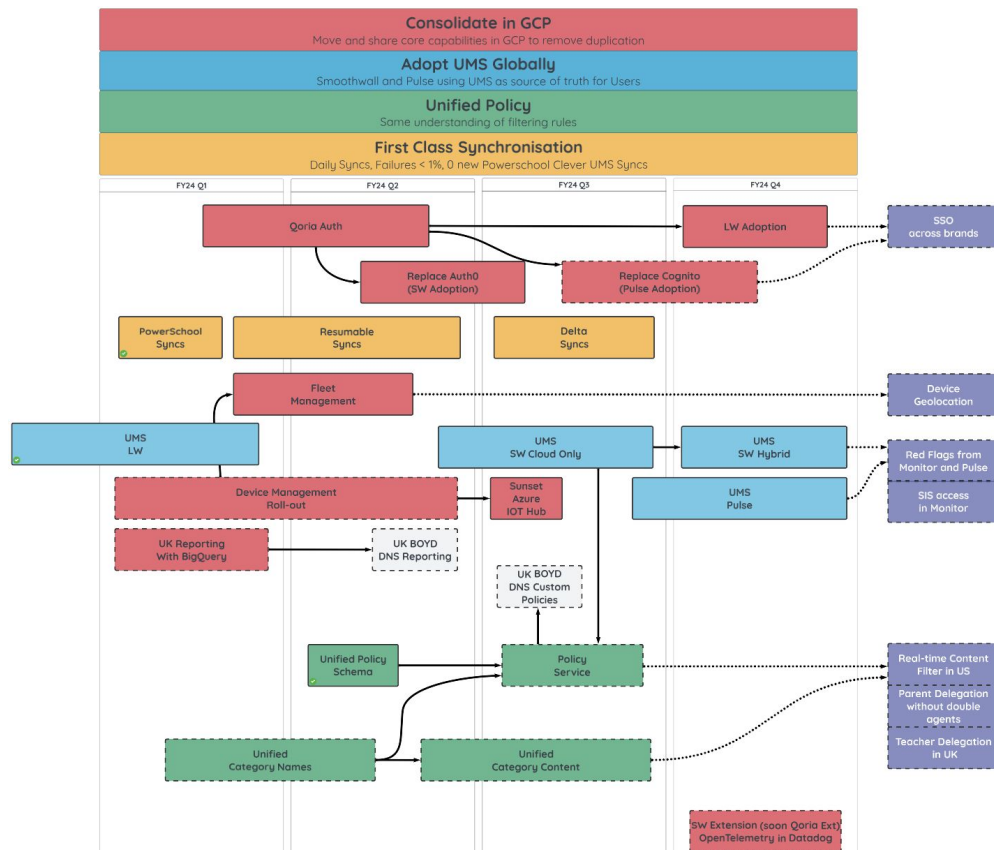 Consolidate in GCP
Move and share core capabilities in GCP to remove duplication
Adopt UMS Globally
Smoothwall and Pulse using UMS as source of truth for Users
Unified Policy
Same understanding of filtering rules
First Class Synchronisation
Daily Syncs, Failures < 1%, 0 new Powerschool Clever UMS Syncs
FY24 Q1
FY24 Q2
FY24 Q3
FY24 Q4
Qoria Auth
LW Adoption
SSO
across brands
Replace Auth0
(SW Adoption)
Replace Cognito
(Pulse Adoption)
PowerSchool
Syncs
Resumable
Syncs
Delta
Syncs
Fleet
Management
Device
Geolocation
UMS
LW
UMS
SW Cloud Only
UMS
SW Hybrid
Red Flags from
Monitor and Pulse
Device Management
Roll-out
Sunset
Azure
IOT Hub
UMS
Pulse
SIS access
in Monitor
UK Reporting
With BigQuery
UK BOYD
DNS Reporting
UK BOYD
DNS Custom
Policies
Unified Policy
Schema
Policy
Service
Real-time Content
Filter in US
Parent Delegation
without double
agents
Teacher Delegation
in UK
Unified
Category Names
Unified
Category Content
SW Extension (soon Qoria Ext)
OpenTelemetry in Datadog